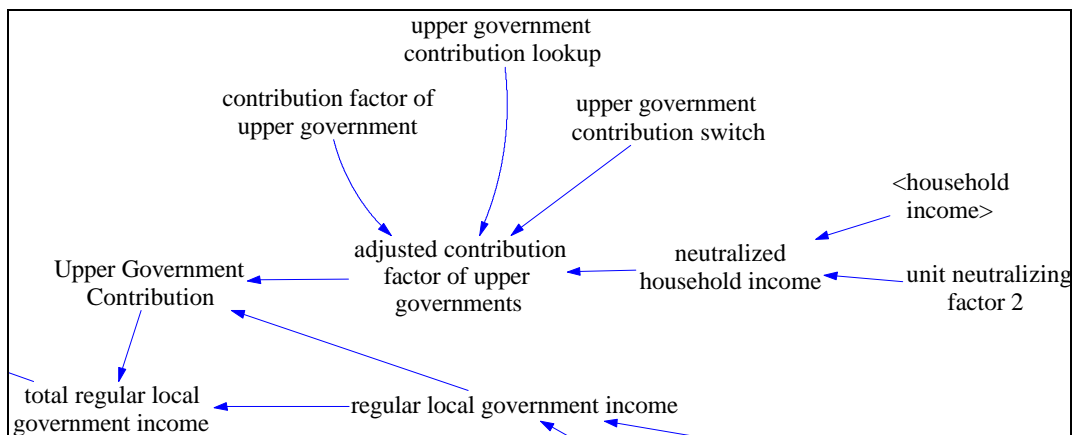 upper government
contribution lookup
contribution factor of
upper government
upper government
contribution switch
<household
income>
adjusted contribution
factor of upper
governments
neutralized
household income
unit neutralizing
factor 2
Upper Government
Contribution
total regular local
government income
regular local government income